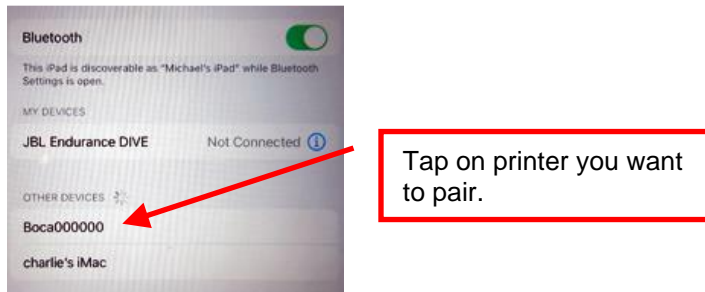 Bluetooth
This iPad is discoverable as "Michael's iPad" while Bluetooth
Settings is open.
MY DEVICES
JBL Endurance DIVE Not Connected
OTHER DEVICES
Boca000000
charlie's iMac
Tap on printer you want
to pair.